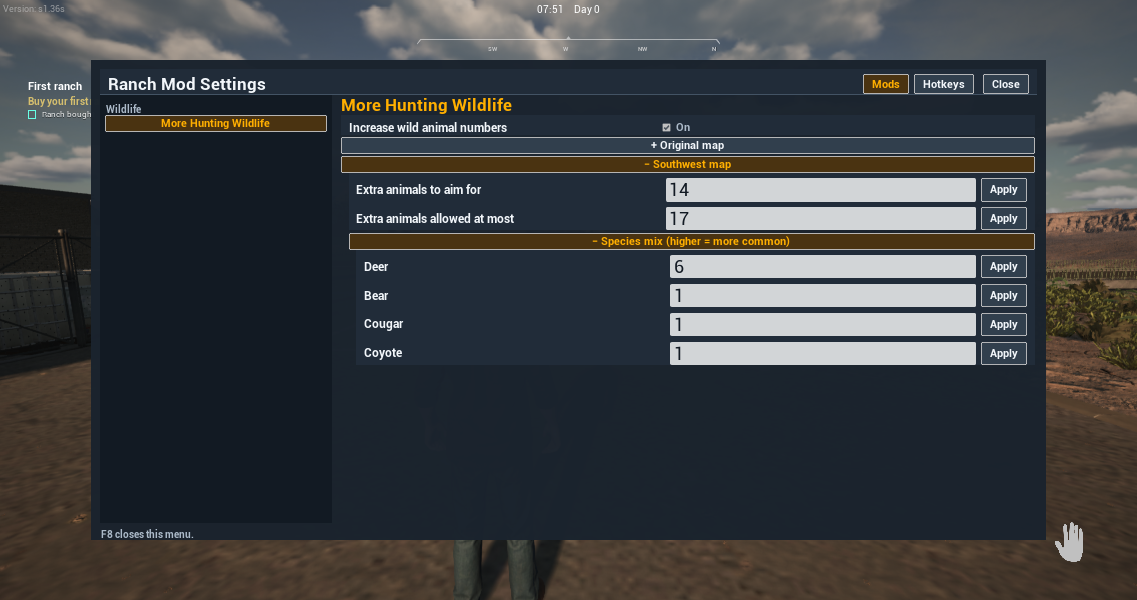 Version: s1.36s
07:51 Day 0
SW W NW N
First ranch
Buy your first
Ranch bough
Ranch Mod Settings
Mods Hotkeys Close
Wildlife
More Hunting Wildlife
More Hunting Wildlife
Increase wild animal numbers On
+ Original map
− Southwest map
Extra animals to aim for 14 Apply
Extra animals allowed at most 17 Apply
− Species mix (higher = more common)
Deer 6 Apply
Bear 1 Apply
Cougar 1 Apply
Coyote 1 Apply
F8 closes this menu.